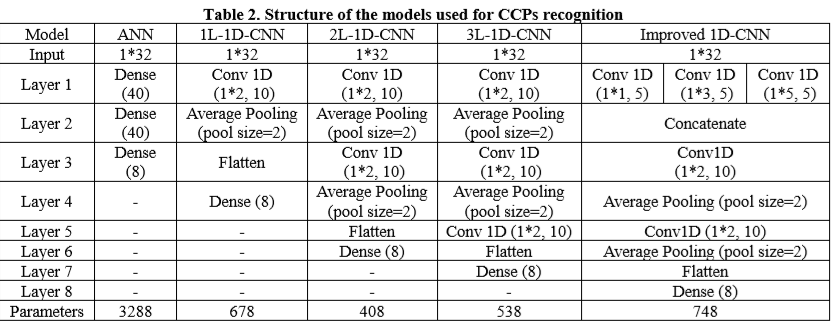 Table 2. Structure of the models used for CCPs recognition
Model ANN 1L-1D-CNN 2L-1D-CNN 3L-1D-CNN Improved 1D-CNN
Input 1*32 1*32 1*32 1*32 1*32
Layer 1 Dense (40) Conv 1D (1*2, 10) Conv 1D (1*2, 10) Conv 1D (1*2, 10) Conv 1D (1*1, 5) Conv 1D (1*3, 5) Conv 1D (1*5, 5)
Layer 2 Dense (40) Average Pooling (pool size=2) Average Pooling (pool size=2) Average Pooling (pool size=2) Concatenate
Layer 3 Dense (8) Flatten Conv 1D (1*2, 10) Conv 1D (1*2, 10) Conv1D (1*2, 10)
Layer 4 - Dense (8) Average Pooling (pool size=2) Average Pooling (pool size=2) Average Pooling (pool size=2)
Layer 5 - - Flatten Conv 1D (1*2, 10) Conv1D (1*2, 10)
Layer 6 - - Dense (8) Flatten Average Pooling (pool size=2)
Layer 7 - - - Dense (8) Flatten
Layer 8 - - - - Dense (8)
Parameters 3288 678 408 538 748